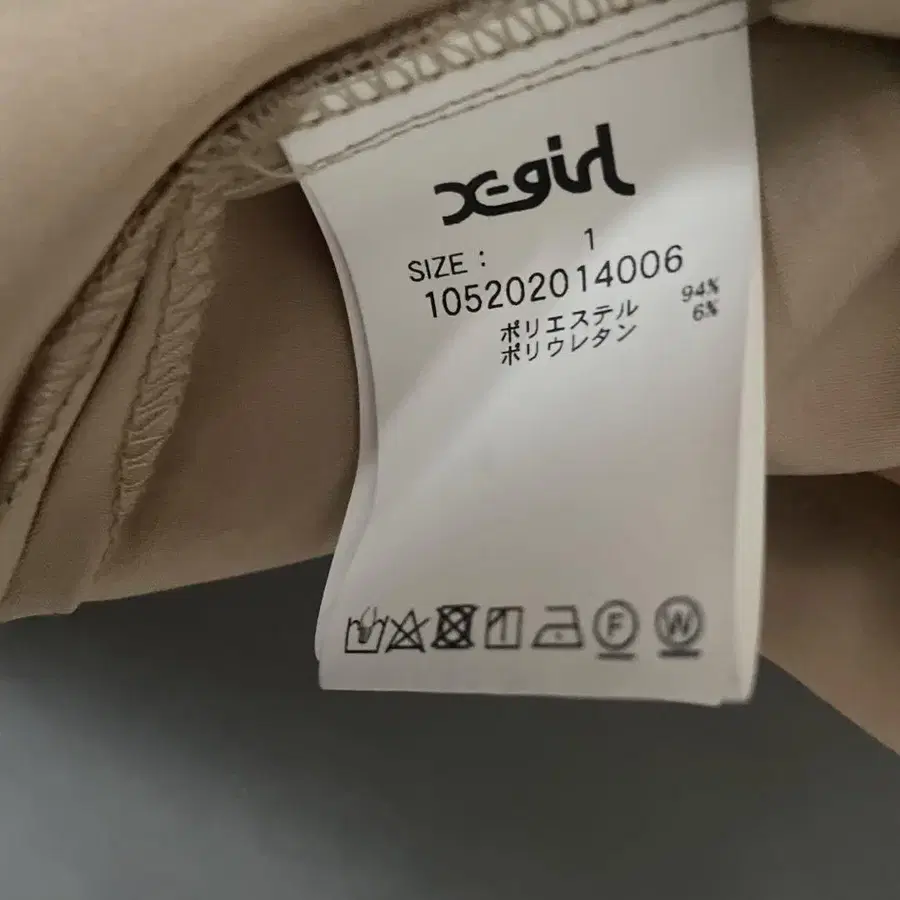 X-girl
SIZE : 1
105202014006
ポリエステル 94%
ポリウレタン 6%
F W